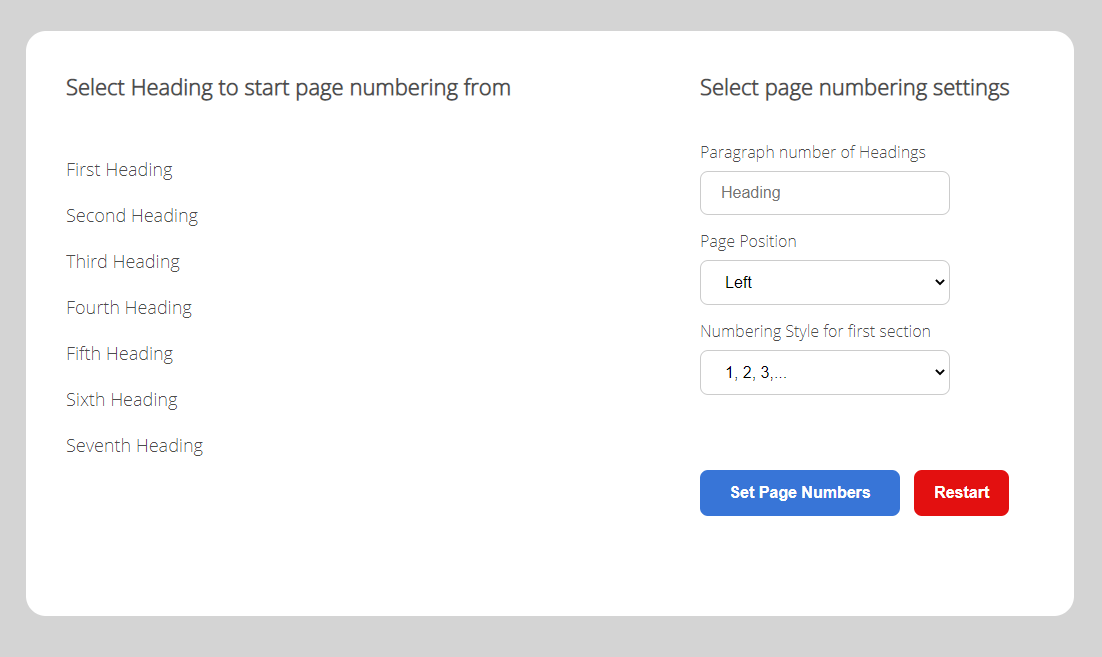 Select Heading to start page numbering from
First Heading
Second Heading
Third Heading
Fourth Heading
Fifth Heading
Sixth Heading
Seventh Heading
Select page numbering settings
Paragraph number of Headings
Heading
Page Position
Left
Numbering Style for first section
1, 2, 3,...
Set Page Numbers
Restart